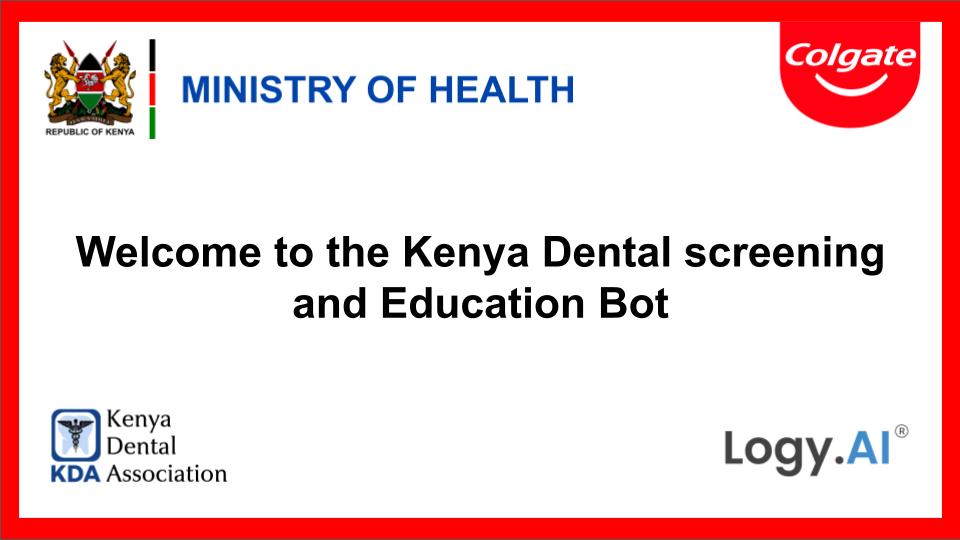 MINISTRY OF HEALTH
REPUBLIC OF KENYA
Colgate
Welcome to the Kenya Dental screening
and Education Bot
Kenya
Dental
KDA Association
Logy.AI®